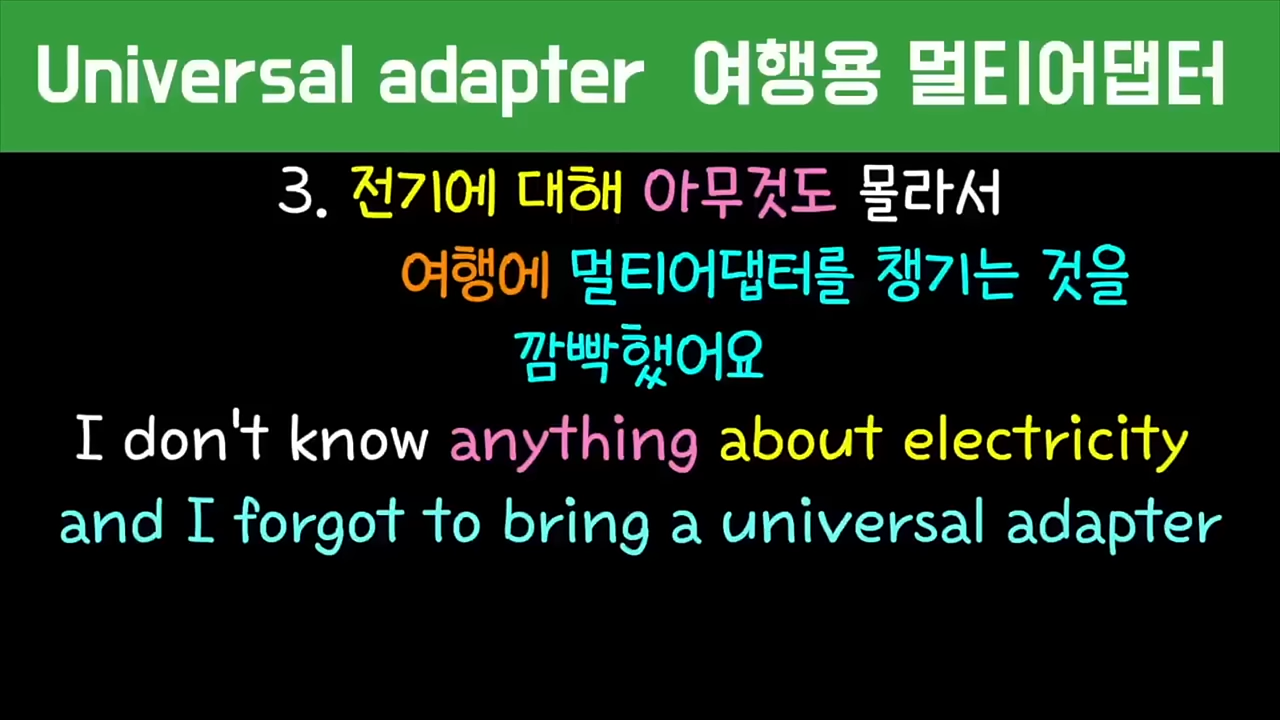 Universal adapter 여행용 멀티어댑터
3. 전기에 대해 아무것도 몰라서
여행에 멀티어댑터를 챙기는 것을
깜빡했어요
I don't know anything about electricity
and I forgot to bring a universal adapter